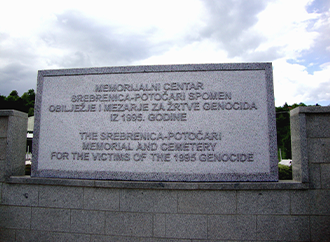 MEMORIJALNI CENTAR
SREBRENICA-POTOČARI SPOMEN
OBILJEŽJE I MEZARJE ZA ŽRTVE GENOCIDA
IZ 1995. GODINE
THE SREBRENICA-POTOČARI
MEMORIAL AND CEMETERY
FOR THE VICTIMS OF THE 1995 GENOCIDE